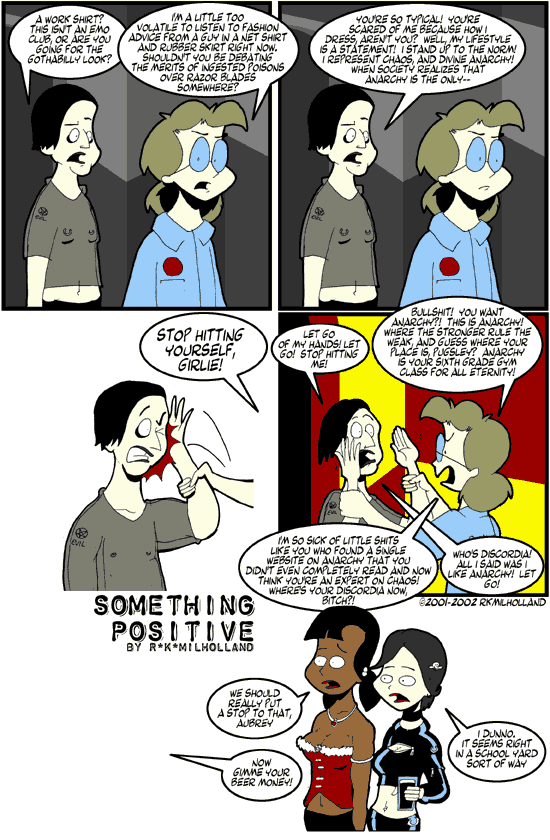 A WORK SHIRT?
THIS ISN'T AN EMO
CLUB, OR ARE YOU
GOING FOR THE
GOTHABILLY LOOK?
I'M A LITTLE TOO
VOLATILE TO LISTEN TO FASHION
ADVICE FROM A GUY IN A NET SHIRT
AND RUBBER SKIRT RIGHT NOW.
SHOULDN'T YOU BE DEBATING
THE MERITS OF INGESTED POISONS
OVER RAZOR BLADES
SOMEWHERE?
EVIL
YOU'RE SO TYPICAL! YOU'RE
SCARED OF ME BECAUSE HOW I
DRESS, AREN'T YOU? WELL, MY LIFESTYLE
IS A STATEMENT! I STAND UP TO THE NORM!
I REPRESENT CHAOS, AND DIVINE ANARCHY!
WHEN SOCIETY REALIZES THAT
ANARCHY IS THE ONLY--
EVIL
STOP HITTING
YOURSELF,
GIRLIE!
EVIL
LET GO
OF MY HANDS! LET
GO! STOP HITTING
ME!
BULLSHIT! YOU WANT
ANARCHY?! THIS IS ANARCHY!
WHERE THE STRONGER RULE THE
WEAK, AND GUESS WHERE YOUR
PLACE IS, PUGSLEY? ANARCHY
IS YOUR SIXTH GRADE GYM
CLASS FOR ALL ETERNITY!
I'M SO SICK OF LITTLE SHITS
LIKE YOU WHO FOUND A SINGLE
WEBSITE ON ANARCHY THAT YOU
DIDN'T EVEN COMPLETELY READ AND NOW
THINK YOU'RE AN EXPERT ON CHAOS!
WHERE'S YOUR DISCORDIA NOW,
BITCH?!
WHO'S DISCORDIA!
ALL I SAID WAS I
LIKE ANARCHY! LET
GO!
©2001-2002 RKMILHOLLAND
SOMETHING
POSITIVE
BY R*K*MILHOLLAND
WE SHOULD
REALLY PUT
A STOP TO THAT,
AUBREY
NOW
GIMME YOUR
BEER MONEY!
I DUNNO.
IT SEEMS RIGHT
IN A SCHOOL YARD
SORT OF WAY